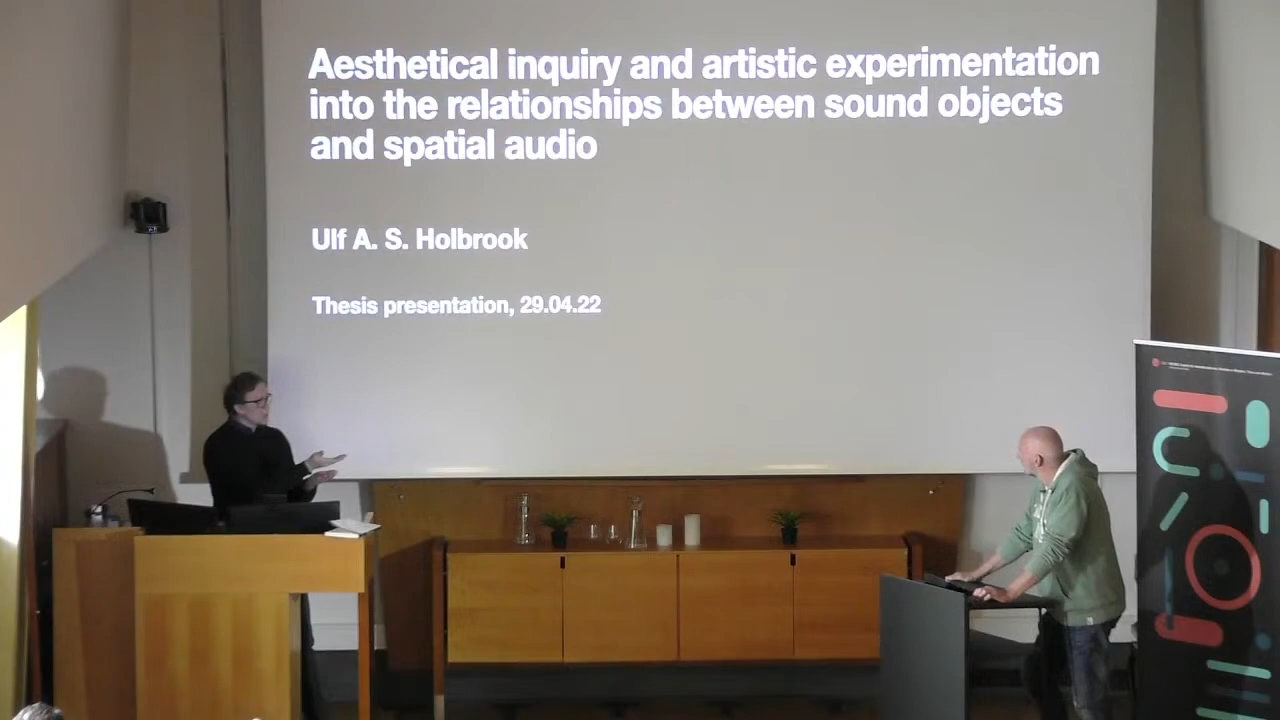 Aesthetical inquiry and artistic experimentation
into the relationships between sound objects
and spatial audio
Ulf A. S. Holbrook
Thesis presentation, 29.04.22